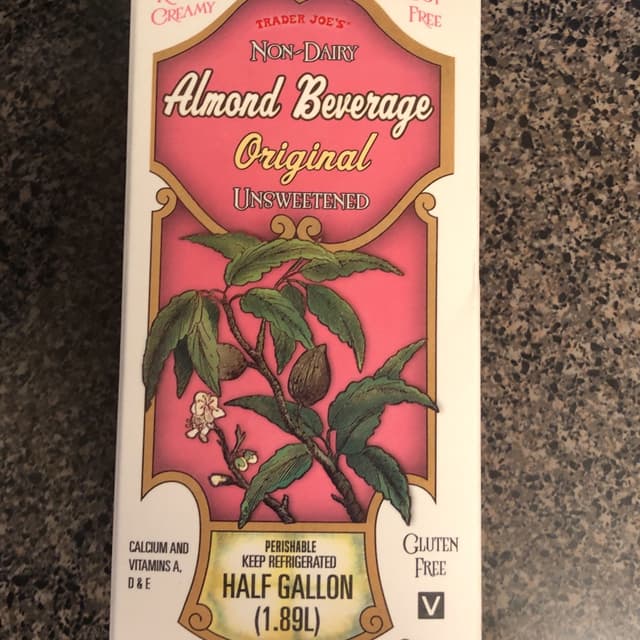 CREAMY
TRADER JOE'S
FREE
NON-DAIRY
Almond Beverage
Original
UNSWEETENED
CALCIUM AND
VITAMINS A,
D & E
PERISHABLE
KEEP REFRIGERATED
HALF GALLON
(1.89L)
GLUTEN
FREE
V